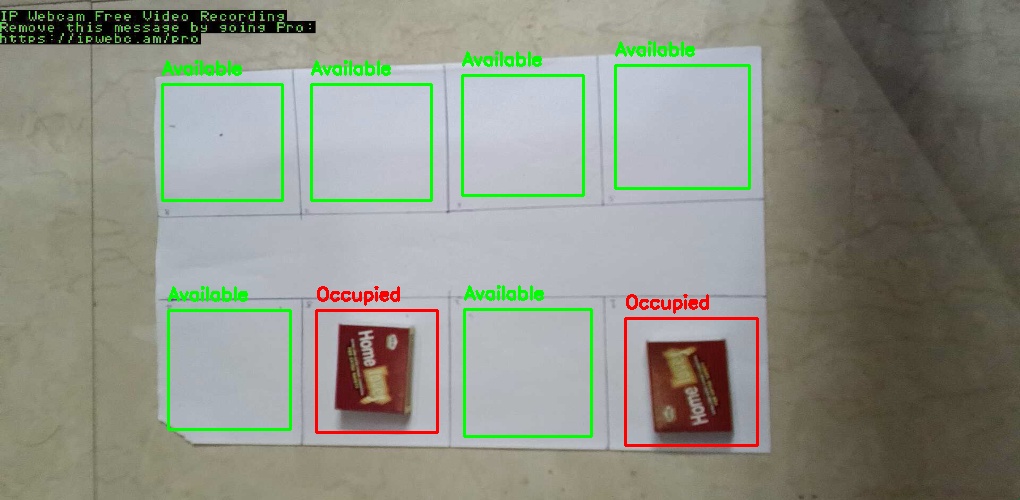 IP Webcam Free Video Recording
Remove this message by going Pro:
https://ipwebc.am/pro
Available
Available
Available
Available
Available
Occupied
Available
Occupied
Home
Home